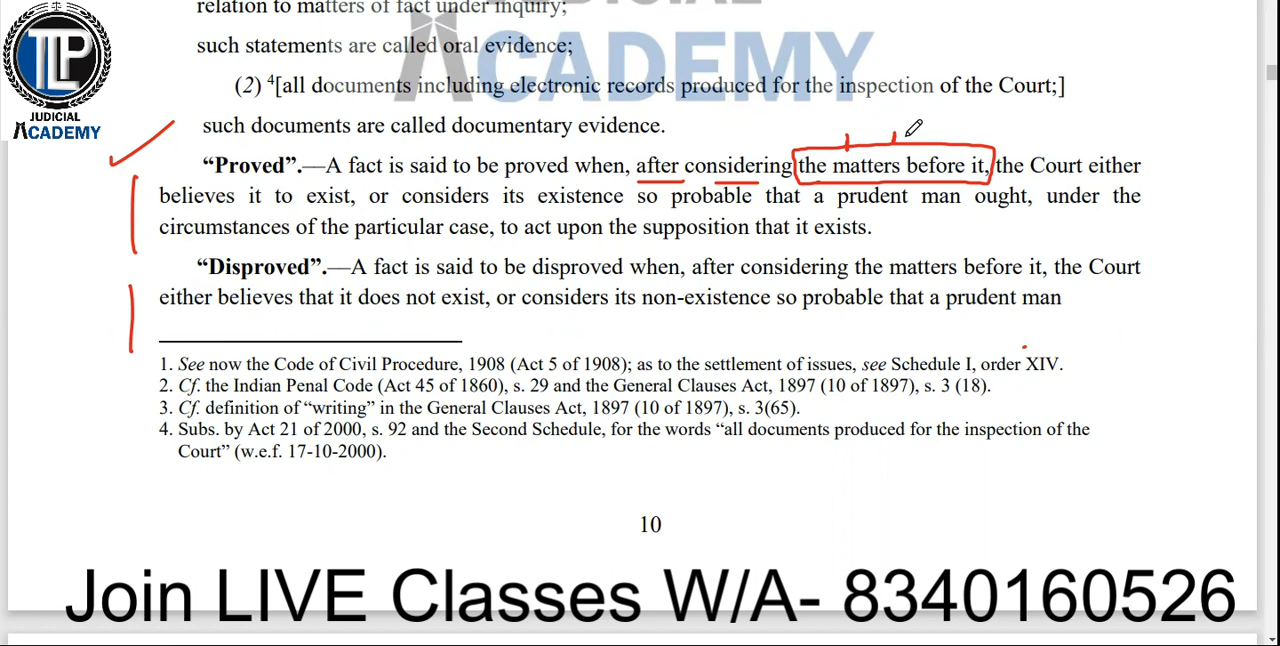 relation to matters of fact under inquiry;
JUDICIAL
such statements are called oral evidence;
ACADEMY
(2) ⁴[all documents including electronic records produced for the inspection of the Court;]
such documents are called documentary evidence.
TLP
JUDICIAL
ACADEMY
“Proved”.—A fact is said to be proved when, after considering the matters before it, the Court either
believes it to exist, or considers its existence so probable that a prudent man ought, under the
circumstances of the particular case, to act upon the supposition that it exists.
“Disproved”.—A fact is said to be disproved when, after considering the matters before it, the Court
either believes that it does not exist, or considers its non-existence so probable that a prudent man
1. See now the Code of Civil Procedure, 1908 (Act 5 of 1908); as to the settlement of issues, see Schedule I, order XIV.
2. Cf. the Indian Penal Code (Act 45 of 1860), s. 29 and the General Clauses Act, 1897 (10 of 1897), s. 3 (18).
3. Cf. definition of “writing” in the General Clauses Act, 1897 (10 of 1897), s. 3(65).
4. Subs. by Act 21 of 2000, s. 92 and the Second Schedule, for the words “all documents produced for the inspection of the
Court” (w.e.f. 17-10-2000).
10
Join LIVE Classes W/A- 8340160526